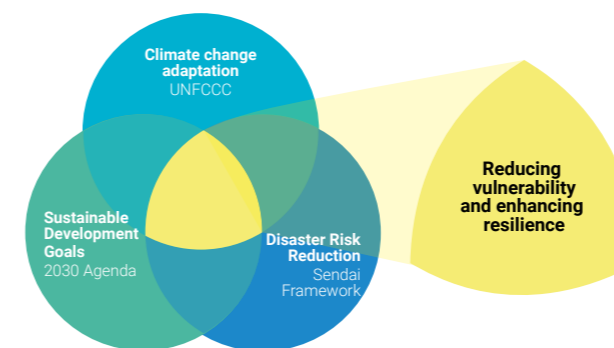 Climate change
adaptation
UNFCCC
Sustainable
Development
Goals
2030 Agenda
Disaster Risk
Reduction
Sendai
Framework
Reducing
vulnerability
and enhancing
resilience